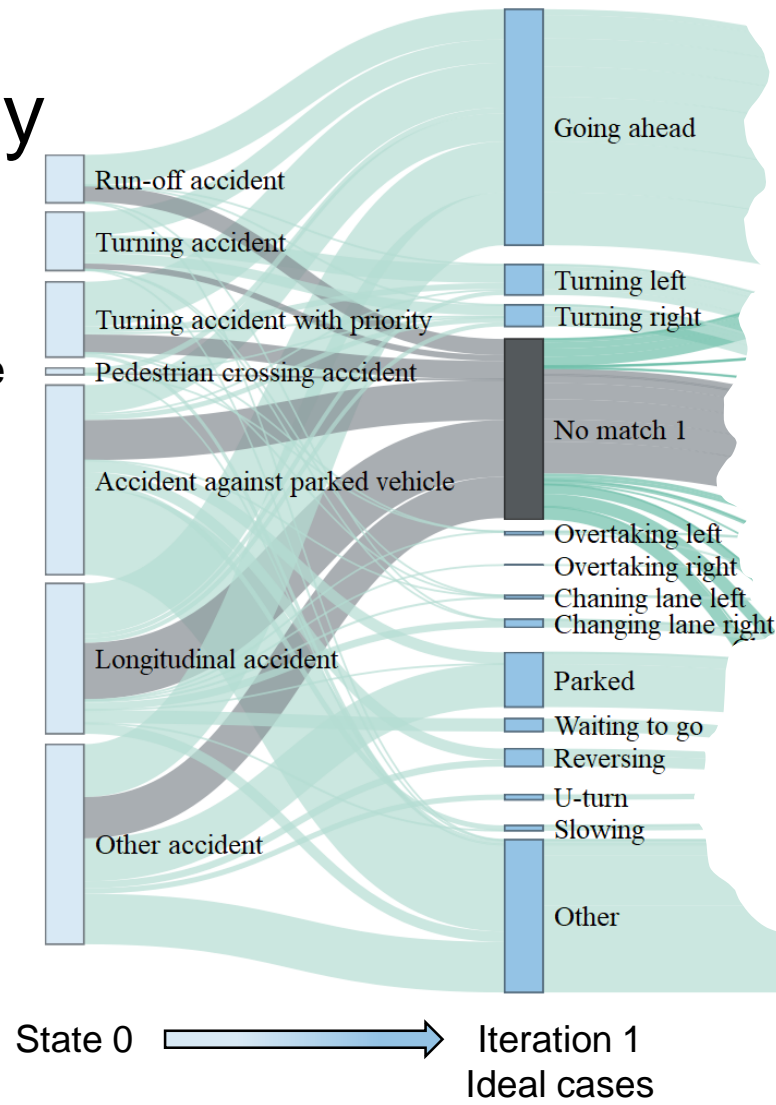 y
e
Run-off accident
Turning accident
Turning accident with priority
Pedestrian crossing accident
Accident against parked vehicle
Longitudinal accident
Other accident
Going ahead
Turning left
Turning right
No match 1
Overtaking left
Overtaking right
Chaning lane left
Changing lane right
Parked
Waiting to go
Reversing
U-turn
Slowing
Other
State 0
Iteration 1
Ideal cases